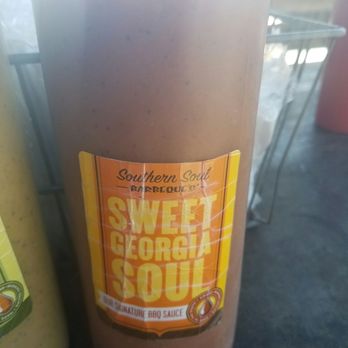 Southern Soul
BARBEQUE
SWEET
GEORGIA
SOUL
OUR SIGNATURE BBQ SAUCE